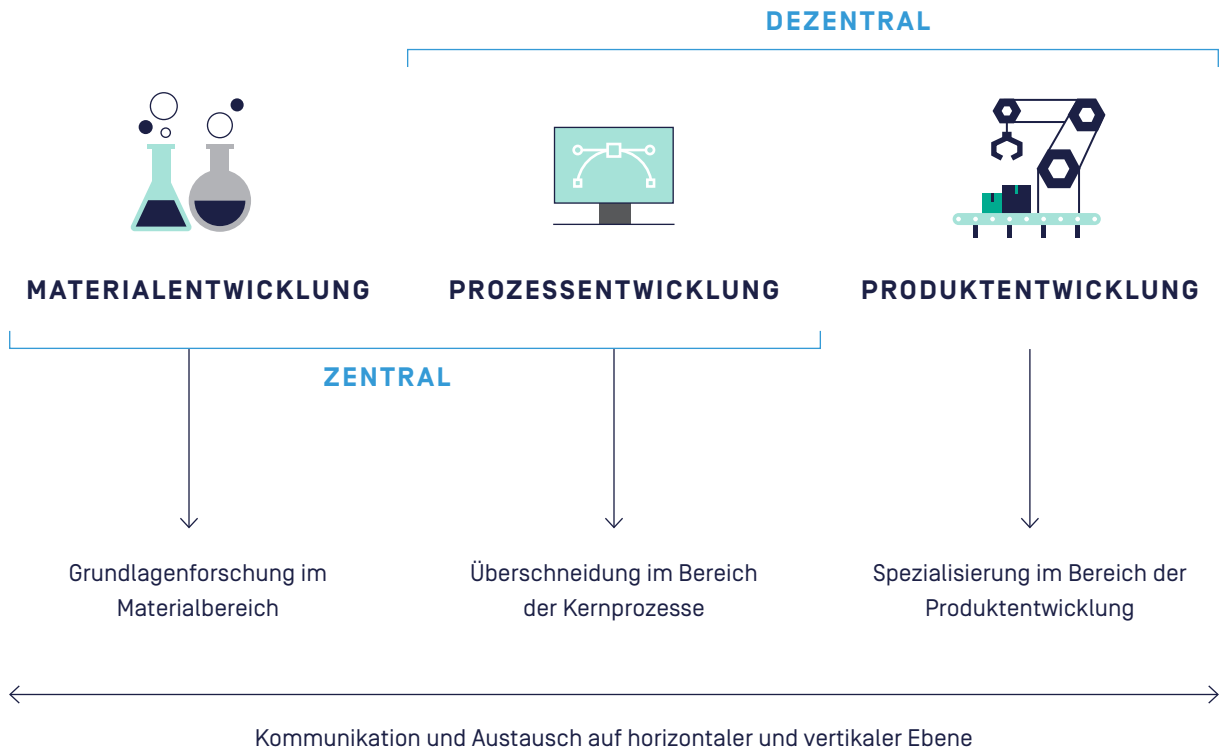 DEZENTRAL
MATERIALENTWICKLUNG
PROZESSENTWICKLUNG
PRODUKTENTWICKLUNG
ZENTRAL
Grundlagenforschung im
Materialbereich
Überschneidung im Bereich
der Kernprozesse
Spezialisierung im Bereich der
Produktentwicklung
Kommunikation und Austausch auf horizontaler und vertikaler Ebene